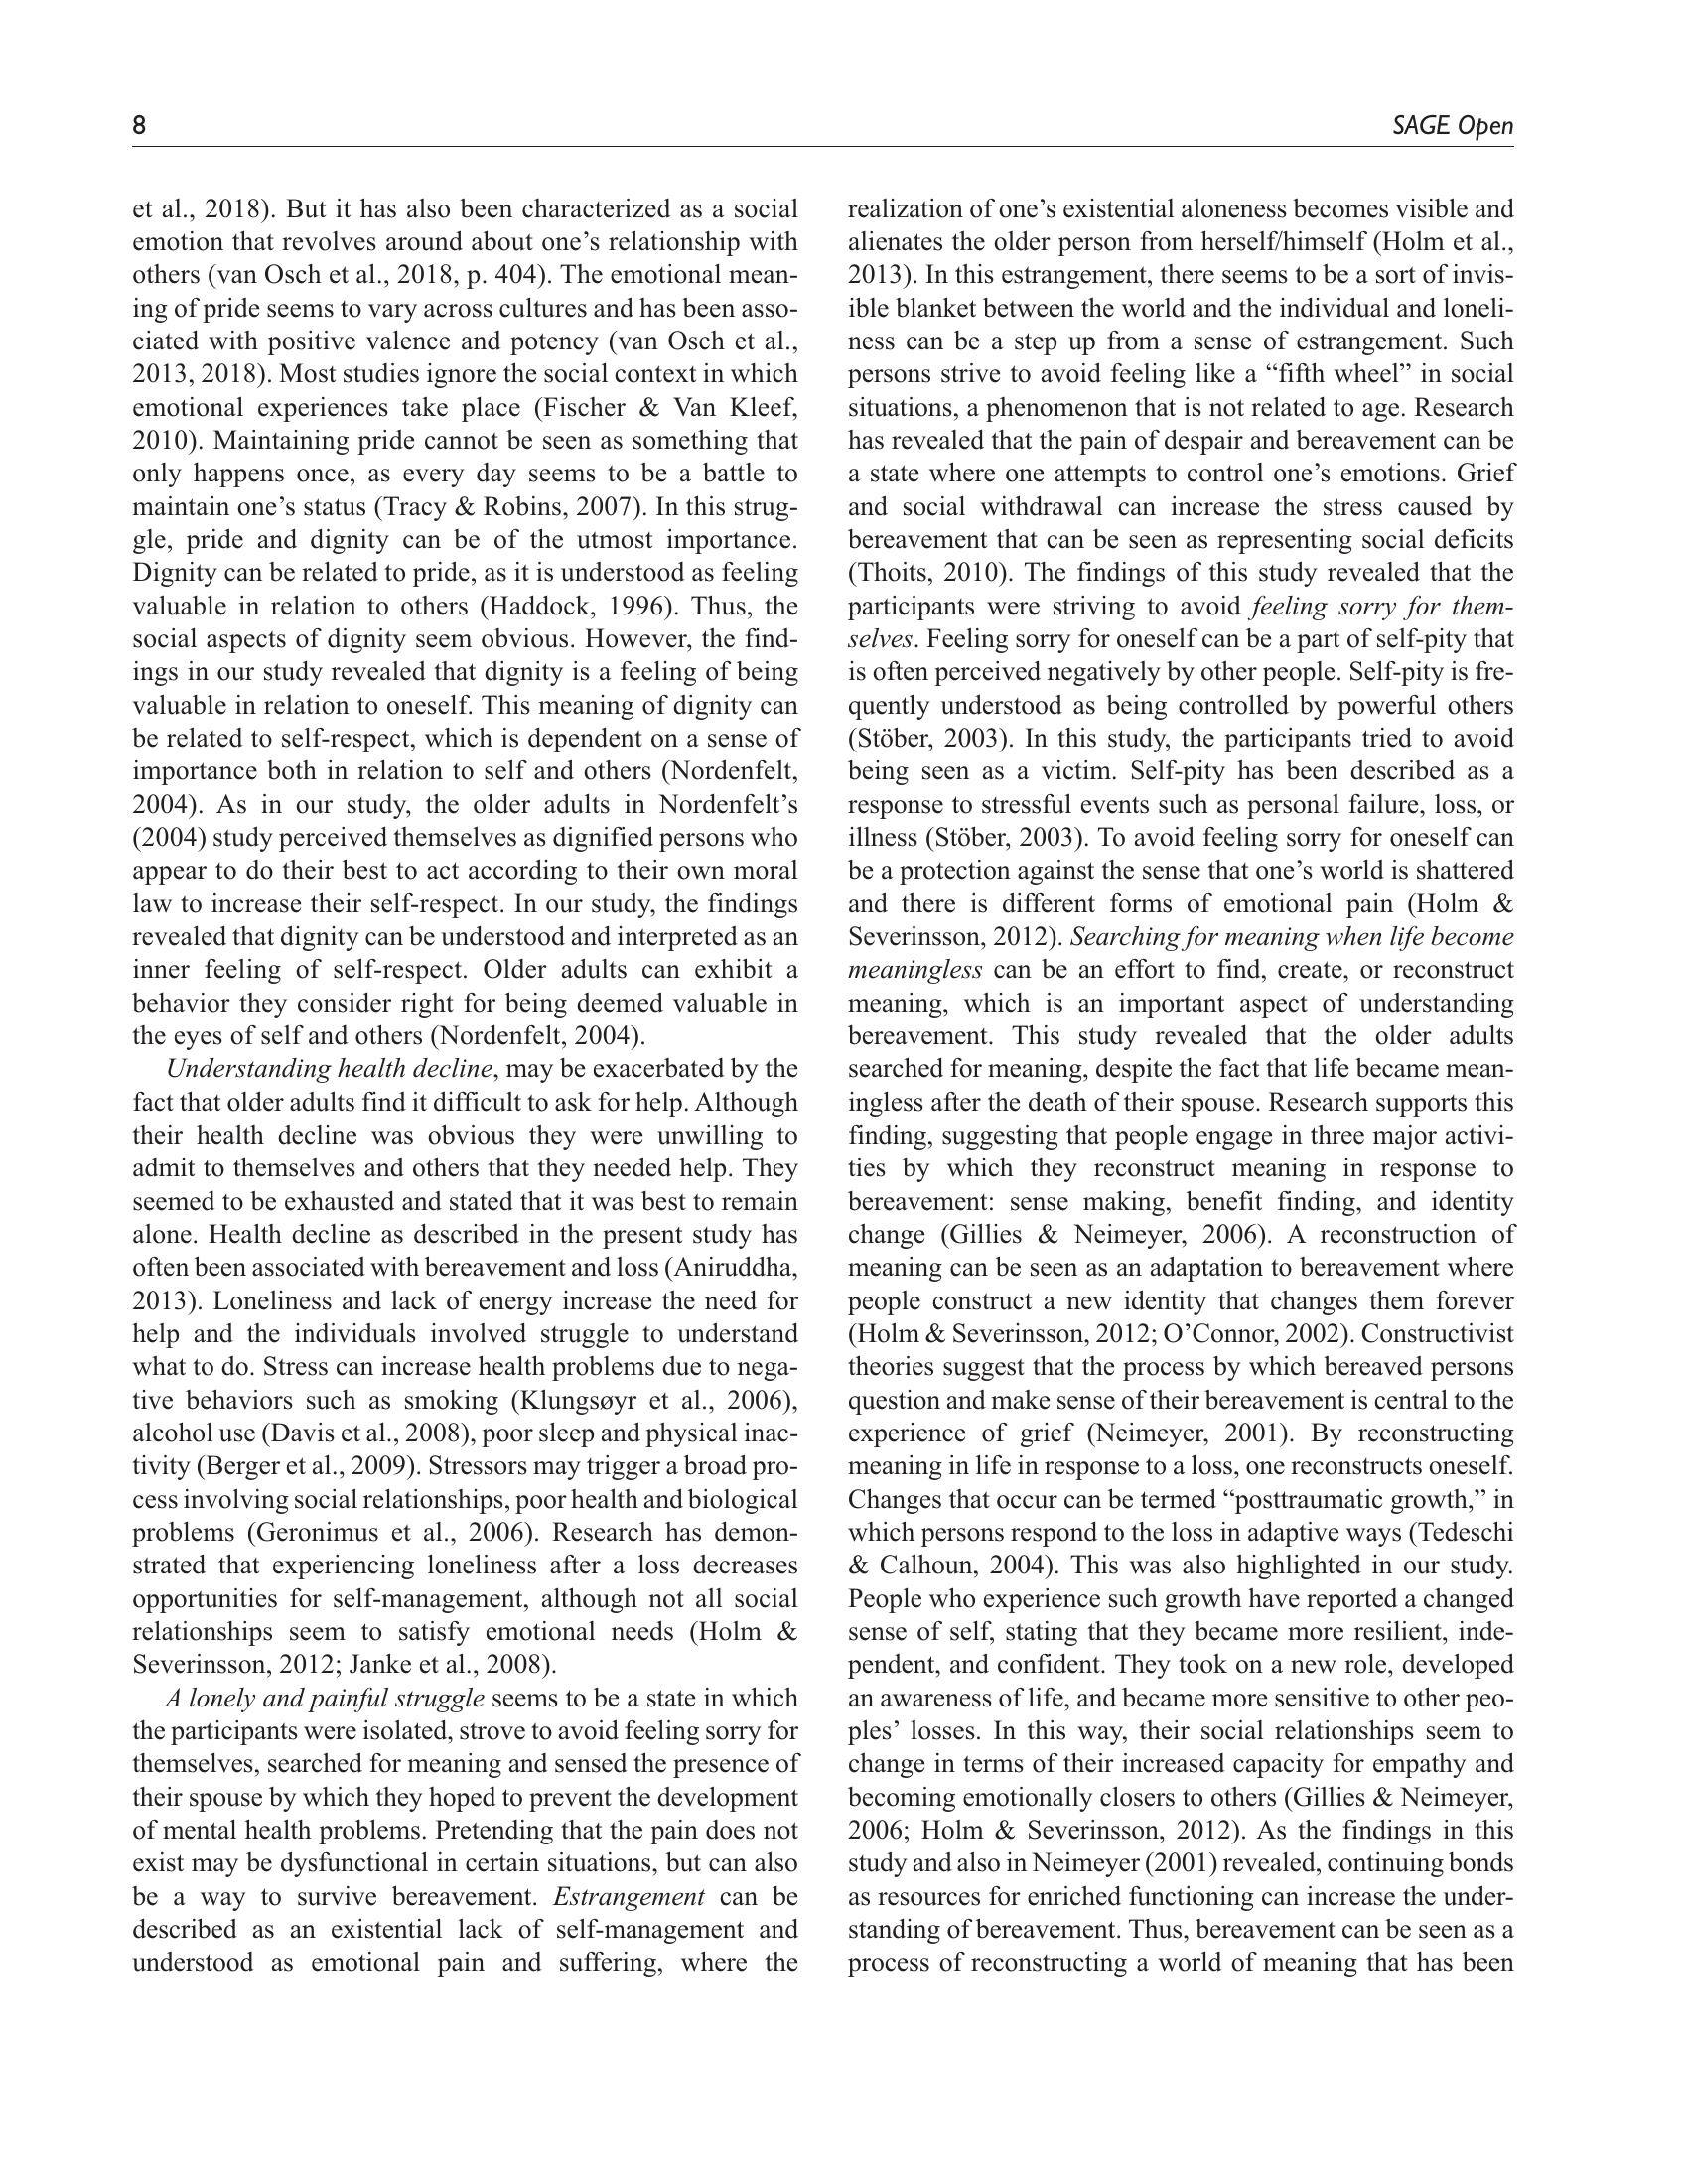 8
SAGE Open
et al., 2018). But it has also been characterized as a social
emotion that revolves around about one’s relationship with
others (van Osch et al., 2018, p. 404). The emotional mean-
ing of pride seems to vary across cultures and has been asso-
ciated with positive valence and potency (van Osch et al.,
2013, 2018). Most studies ignore the social context in which
emotional experiences take place (Fischer & Van Kleef,
2010). Maintaining pride cannot be seen as something that
only happens once, as every day seems to be a battle to
maintain one’s status (Tracy & Robins, 2007). In this strug-
gle, pride and dignity can be of the utmost importance.
Dignity can be related to pride, as it is understood as feeling
valuable in relation to others (Haddock, 1996). Thus, the
social aspects of dignity seem obvious. However, the find-
ings in our study revealed that dignity is a feeling of being
valuable in relation to oneself. This meaning of dignity can
be related to self-respect, which is dependent on a sense of
importance both in relation to self and others (Nordenfelt,
2004). As in our study, the older adults in Nordenfelt’s
(2004) study perceived themselves as dignified persons who
appear to do their best to act according to their own moral
law to increase their self-respect. In our study, the findings
revealed that dignity can be understood and interpreted as an
inner feeling of self-respect. Older adults can exhibit a
behavior they consider right for being deemed valuable in
the eyes of self and others (Nordenfelt, 2004).
Understanding health decline, may be exacerbated by the
fact that older adults find it difficult to ask for help. Although
their health decline was obvious they were unwilling to
admit to themselves and others that they needed help. They
seemed to be exhausted and stated that it was best to remain
alone. Health decline as described in the present study has
often been associated with bereavement and loss (Aniruddha,
2013). Loneliness and lack of energy increase the need for
help and the individuals involved struggle to understand
what to do. Stress can increase health problems due to nega-
tive behaviors such as smoking (Klungsøyr et al., 2006),
alcohol use (Davis et al., 2008), poor sleep and physical inac-
tivity (Berger et al., 2009). Stressors may trigger a broad pro-
cess involving social relationships, poor health and biological
problems (Geronimus et al., 2006). Research has demon-
strated that experiencing loneliness after a loss decreases
opportunities for self-management, although not all social
relationships seem to satisfy emotional needs (Holm &
Severinsson, 2012; Janke et al., 2008).
A lonely and painful struggle seems to be a state in which
the participants were isolated, strove to avoid feeling sorry for
themselves, searched for meaning and sensed the presence of
their spouse by which they hoped to prevent the development
of mental health problems. Pretending that the pain does not
exist may be dysfunctional in certain situations, but can also
be a way to survive bereavement. Estrangement can be
described as an existential lack of self-management and
understood as emotional pain and suffering, where the
realization of one’s existential aloneness becomes visible and
alienates the older person from herself/himself (Holm et al.,
2013). In this estrangement, there seems to be a sort of invis-
ible blanket between the world and the individual and loneli-
ness can be a step up from a sense of estrangement. Such
persons strive to avoid feeling like a “fifth wheel” in social
situations, a phenomenon that is not related to age. Research
has revealed that the pain of despair and bereavement can be
a state where one attempts to control one’s emotions. Grief
and social withdrawal can increase the stress caused by
bereavement that can be seen as representing social deficits
(Thoits, 2010). The findings of this study revealed that the
participants were striving to avoid feeling sorry for them-
selves. Feeling sorry for oneself can be a part of self-pity that
is often perceived negatively by other people. Self-pity is fre-
quently understood as being controlled by powerful others
(Stöber, 2003). In this study, the participants tried to avoid
being seen as a victim. Self-pity has been described as a
response to stressful events such as personal failure, loss, or
illness (Stöber, 2003). To avoid feeling sorry for oneself can
be a protection against the sense that one’s world is shattered
and there is different forms of emotional pain (Holm &
Severinsson, 2012). Searching for meaning when life become
meaningless can be an effort to find, create, or reconstruct
meaning, which is an important aspect of understanding
bereavement. This study revealed that the older adults
searched for meaning, despite the fact that life became mean-
ingless after the death of their spouse. Research supports this
finding, suggesting that people engage in three major activi-
ties by which they reconstruct meaning in response to
bereavement: sense making, benefit finding, and identity
change (Gillies & Neimeyer, 2006). A reconstruction of
meaning can be seen as an adaptation to bereavement where
people construct a new identity that changes them forever
(Holm & Severinsson, 2012; O’Connor, 2002). Constructivist
theories suggest that the process by which bereaved persons
question and make sense of their bereavement is central to the
experience of grief (Neimeyer, 2001). By reconstructing
meaning in life in response to a loss, one reconstructs oneself.
Changes that occur can be termed “posttraumatic growth,” in
which persons respond to the loss in adaptive ways (Tedeschi
& Calhoun, 2004). This was also highlighted in our study.
People who experience such growth have reported a changed
sense of self, stating that they became more resilient, inde-
pendent, and confident. They took on a new role, developed
an awareness of life, and became more sensitive to other peo-
ples’ losses. In this way, their social relationships seem to
change in terms of their increased capacity for empathy and
becoming emotionally closers to others (Gillies & Neimeyer,
2006; Holm & Severinsson, 2012). As the findings in this
study and also in Neimeyer (2001) revealed, continuing bonds
as resources for enriched functioning can increase the under-
standing of bereavement. Thus, bereavement can be seen as a
process of reconstructing a world of meaning that has been